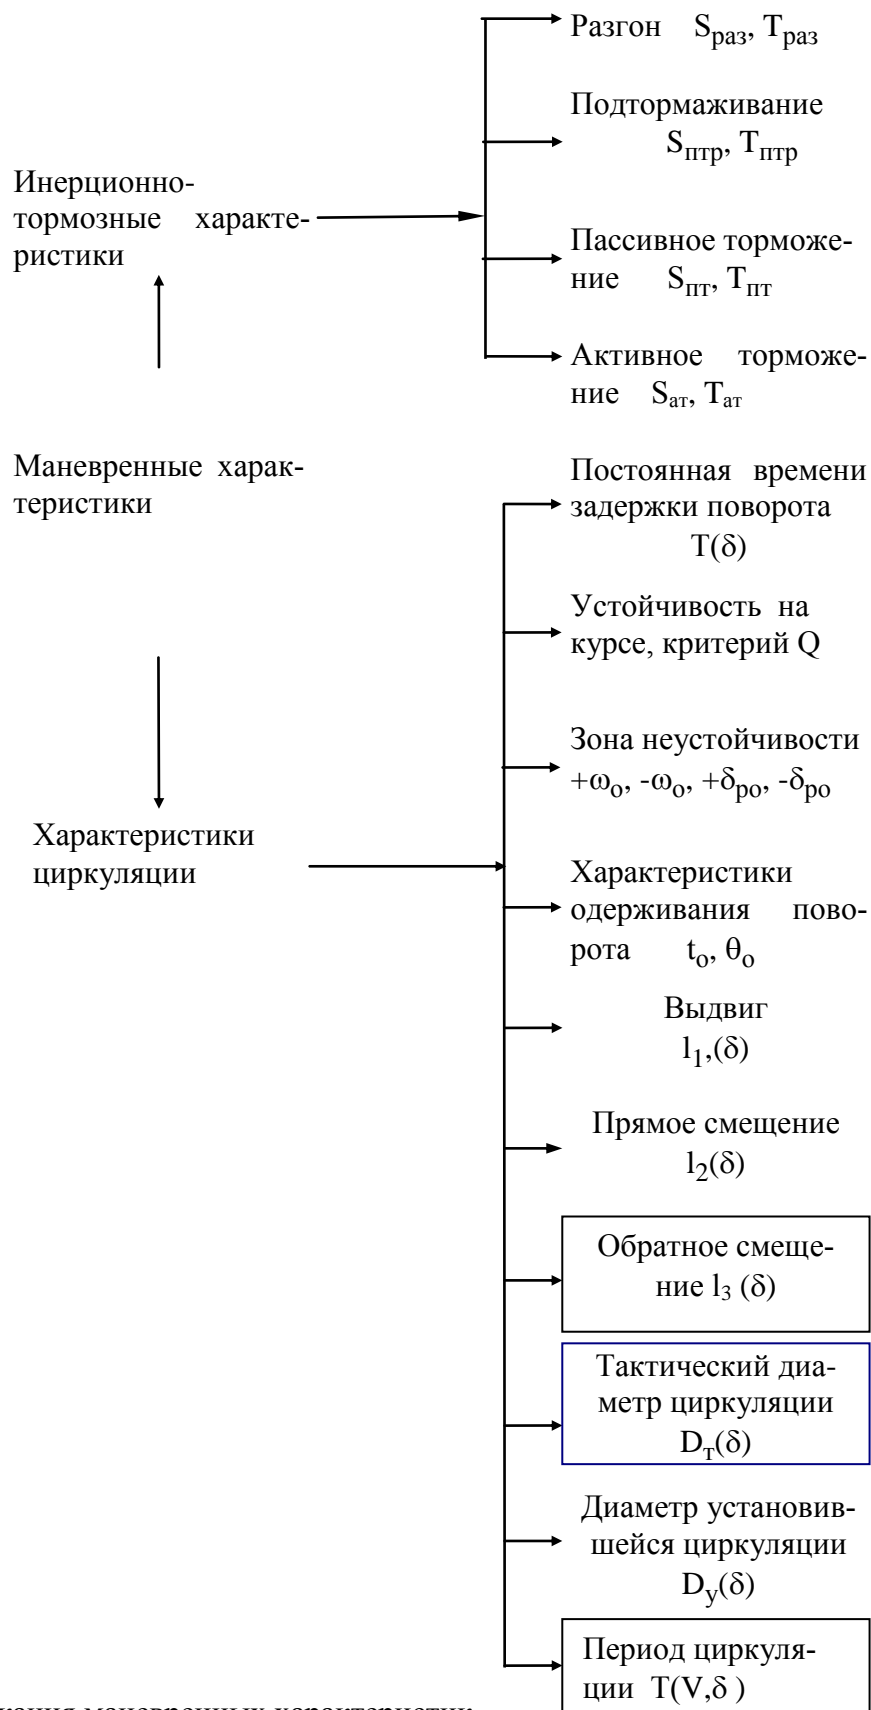 Разгон S_раз, T_раз
Подтормаживание
S_птр, T_птр
Инерционно-
тормозные характе-
ристики
Пассивное торможе-
ние S_пт, T_пт
Активное торможе-
ние S_ат, T_ат
Маневренные харак-
теристики
Постоянная времени
задержки поворота
T(δ)
Устойчивость на
курсе, критерий Q
Зона неустойчивости
+ω_о, -ω_о, +δ_ро, -δ_ро
Характеристики
циркуляции
Характеристики
одерживания пово-
рота t_о, θ_о
Выдвиг
l_1,(δ)
Прямое смещение
l_2(δ)
Обратное смеще-
ние l_3 (δ)
Тактический диа-
метр циркуляции
D_т(δ)
Диаметр установив-
шейся циркуляции
D_у(δ)
Период циркуля-
ции T(V,δ )
маневренных характеристик